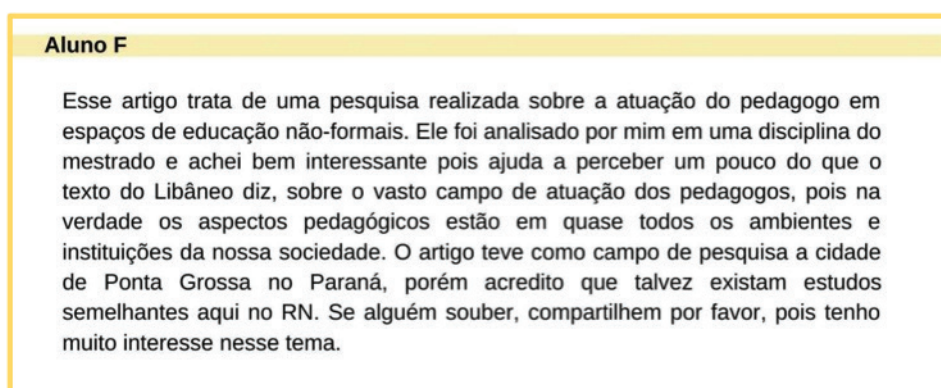 Aluno F
Esse artigo trata de uma pesquisa realizada sobre a atuação do pedagogo em
espaços de educação não-formais. Ele foi analisado por mim em uma disciplina do
mestrado e achei bem interessante pois ajuda a perceber um pouco do que o
texto do Libâneo diz, sobre o vasto campo de atuação dos pedagogos, pois na
verdade os aspectos pedagógicos estão em quase todos os ambientes e
instituições da nossa sociedade. O artigo teve como campo de pesquisa a cidade
de Ponta Grossa no Paraná, porém acredito que talvez existam estudos
semelhantes aqui no RN. Se alguém souber, compartilhem por favor, pois tenho
muito interesse nesse tema.